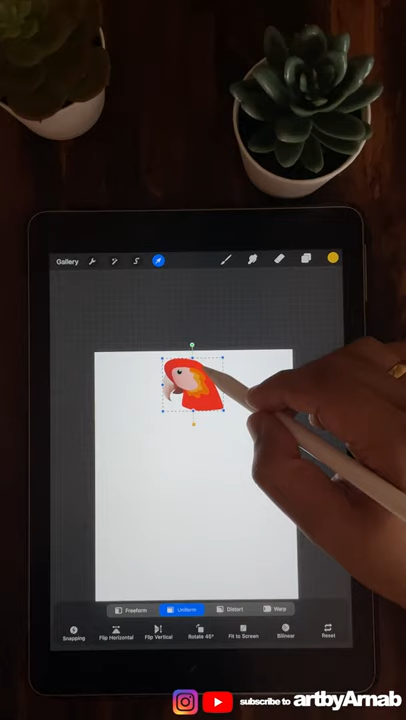 Gallery
Freeform
Uniform
Distort
Warp
Snapping
Flip Horizontal
Flip Vertical
Rotate 45°
Fit to Screen
Bilinear
Reset
subscribe to artbyArnab